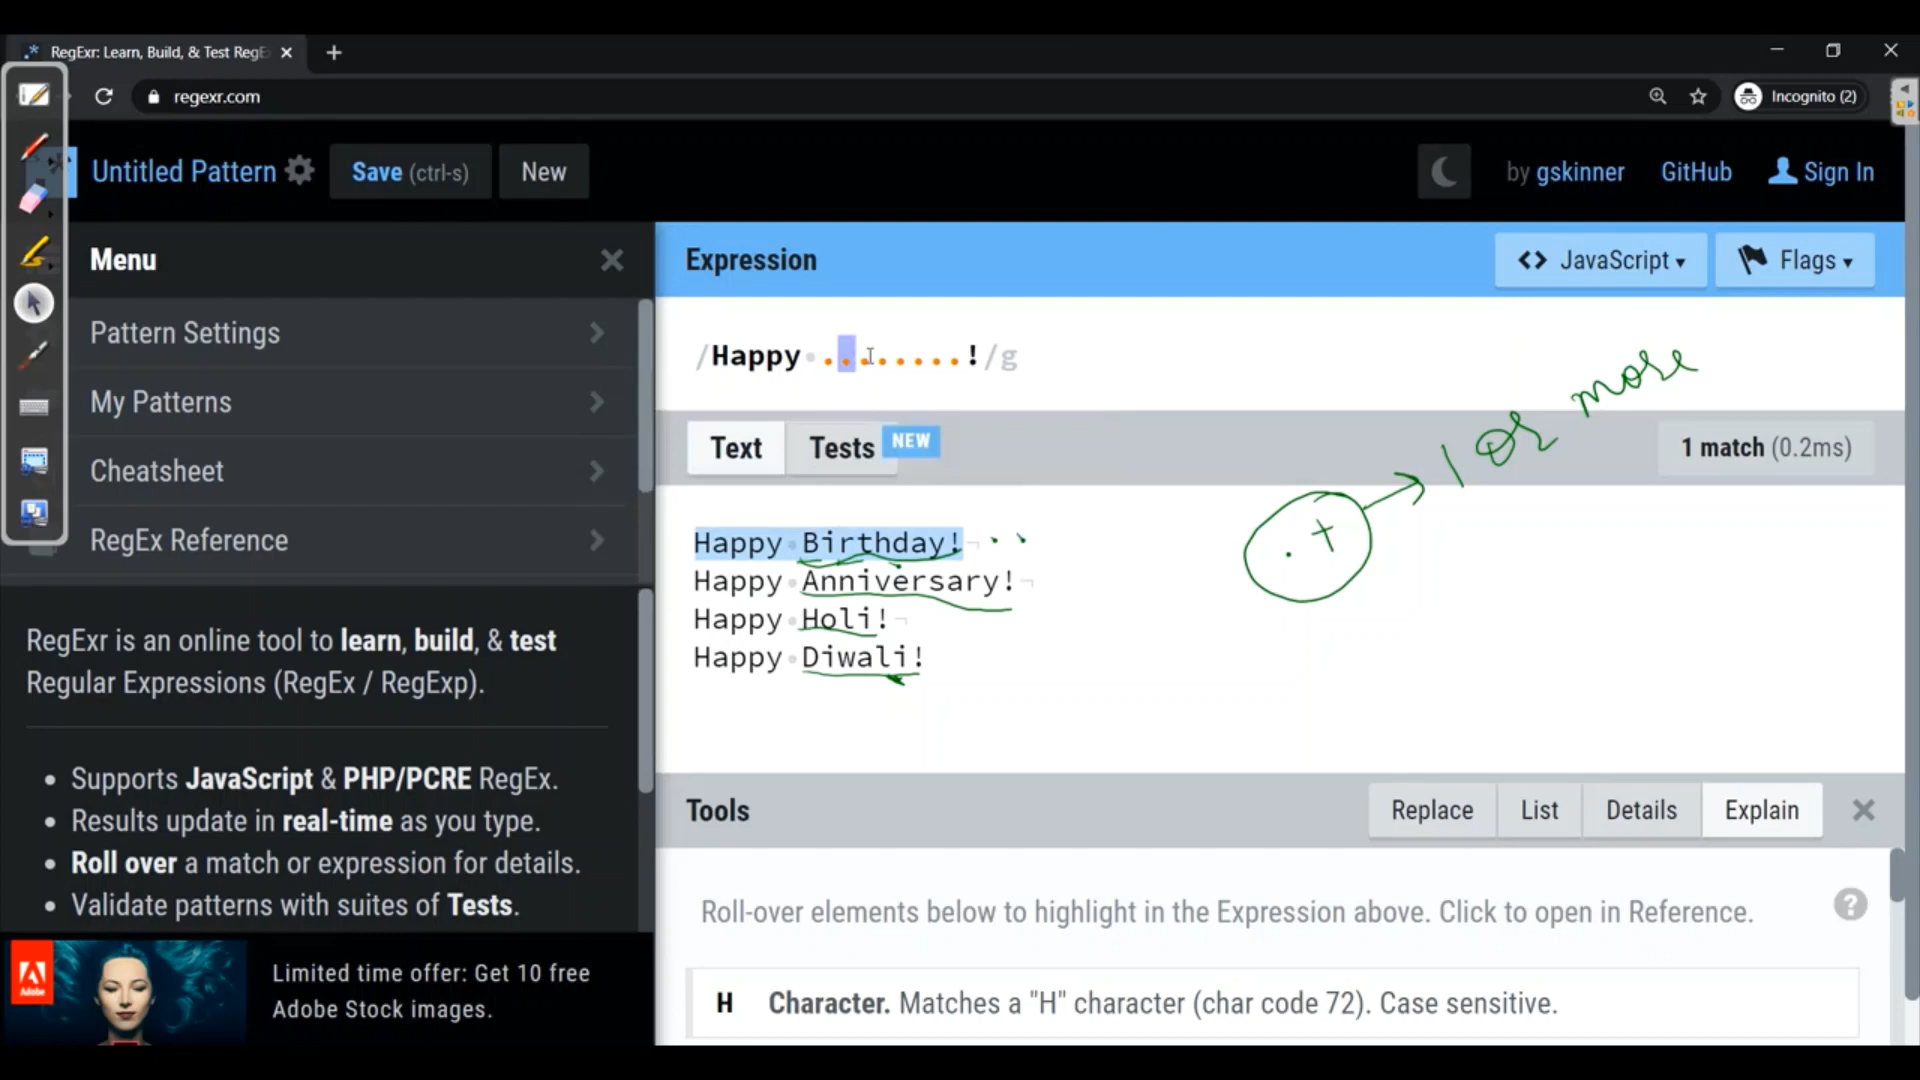 RegExr: Learn, Build, & Test RegE
regexr.com
Incognito (2)
Untitled Pattern
Save (ctrl-s)
New
by gskinner
GitHub
Sign In
Menu
Pattern Settings
My Patterns
Cheatsheet
RegEx Reference
RegExr is an online tool to learn, build, & test
Regular Expressions (RegEx / RegExp).
• Supports JavaScript & PHP/PCRE RegEx.
• Results update in real-time as you type.
• Roll over a match or expression for details.
• Validate patterns with suites of Tests.
Adobe
Limited time offer: Get 10 free
Adobe Stock images.
Expression
<> JavaScript
Flags
/Happy ........!/g
Text
Tests
NEW
1 match (0.2ms)
Happy Birthday!
Happy Anniversary!
Happy Holi!
Happy Diwali!
.+ → 1 or more
Tools
Replace
List
Details
Explain
Roll-over elements below to highlight in the Expression above. Click to open in Reference.
?
H Character. Matches a "H" character (char code 72). Case sensitive.